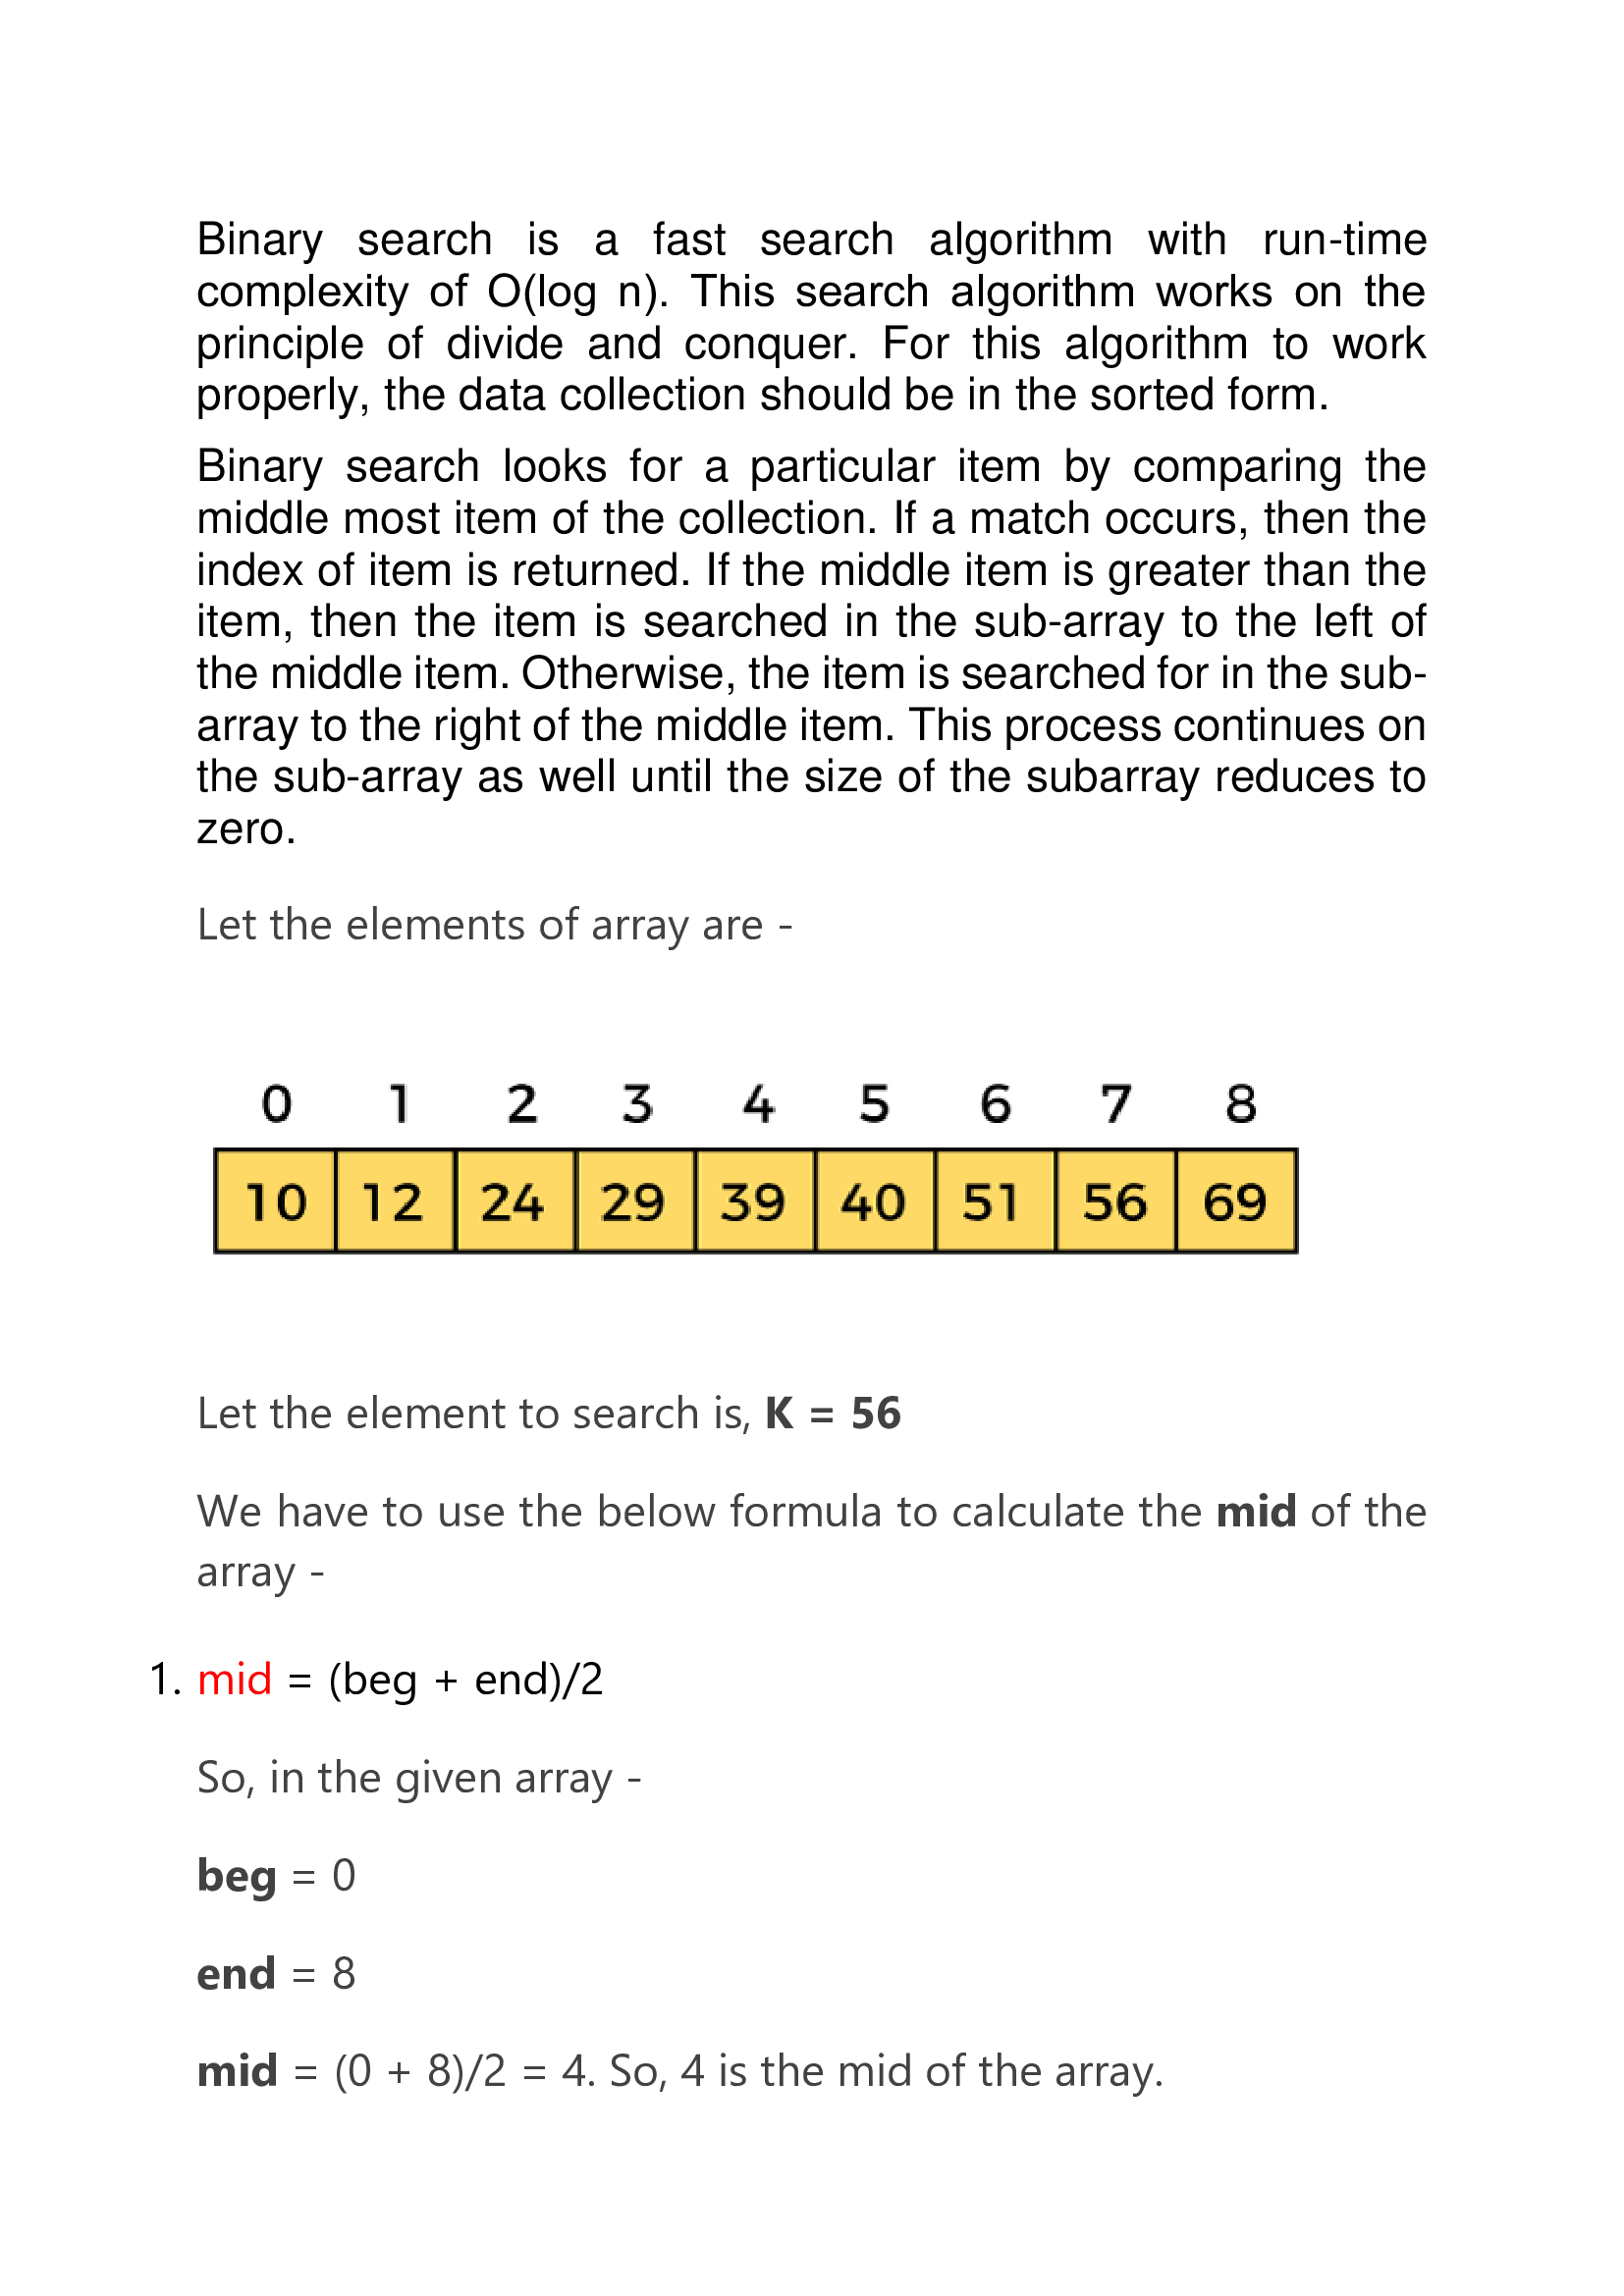 Binary search is a fast search algorithm with run-time
complexity of O(log n). This search algorithm works on the
principle of divide and conquer. For this algorithm to work
properly, the data collection should be in the sorted form.
Binary search looks for a particular item by comparing the
middle most item of the collection. If a match occurs, then the
index of item is returned. If the middle item is greater than the
item, then the item is searched in the sub-array to the left of
the middle item. Otherwise, the item is searched for in the sub-
array to the right of the middle item. This process continues on
the sub-array as well until the size of the subarray reduces to
zero.
Let the elements of array are -
0 1 2 3 4 5 6 7 8
10 12 24 29 39 40 51 56 69
Let the element to search is, K = 56
We have to use the below formula to calculate the mid of the
array -
1. mid = (beg + end)/2
So, in the given array -
beg = 0
end = 8
mid = (0 + 8)/2 = 4. So, 4 is the mid of the array.